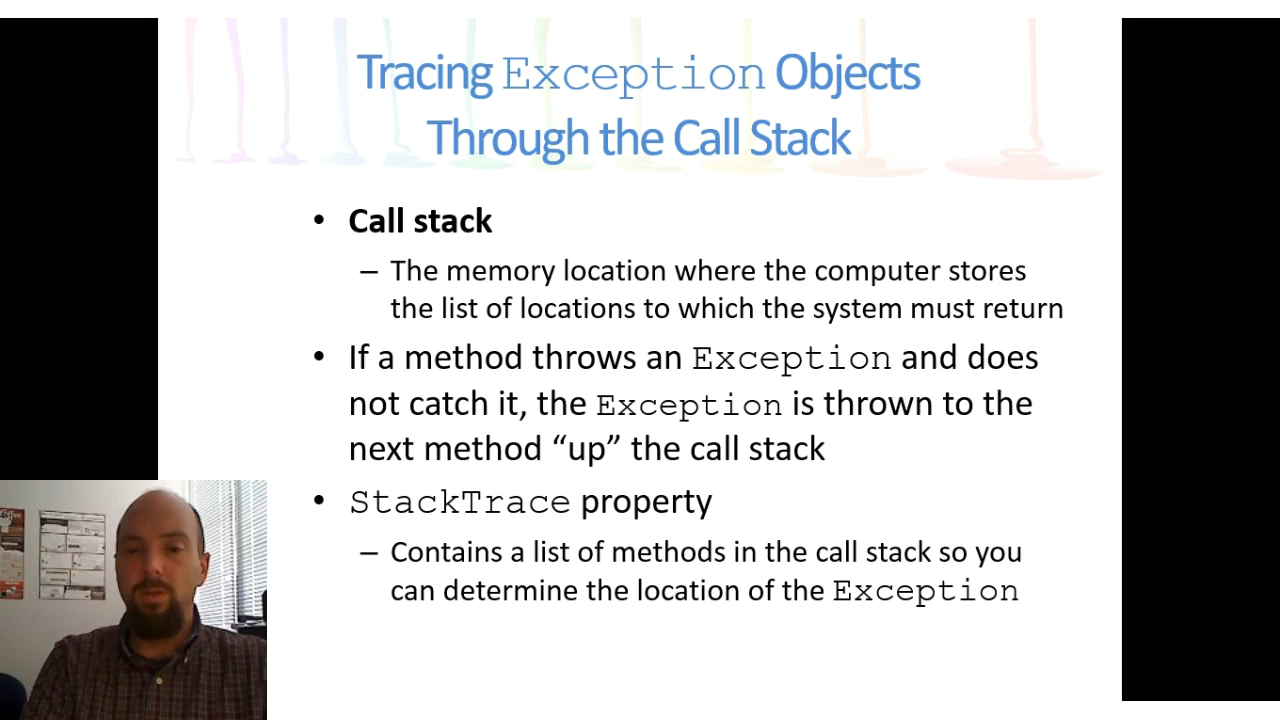 Tracing Exception Objects
Through the Call Stack
• Call stack
– The memory location where the computer stores
the list of locations to which the system must return
• If a method throws an Exception and does
not catch it, the Exception is thrown to the
next method “up” the call stack
• StackTrace property
– Contains a list of methods in the call stack so you
can determine the location of the Exception